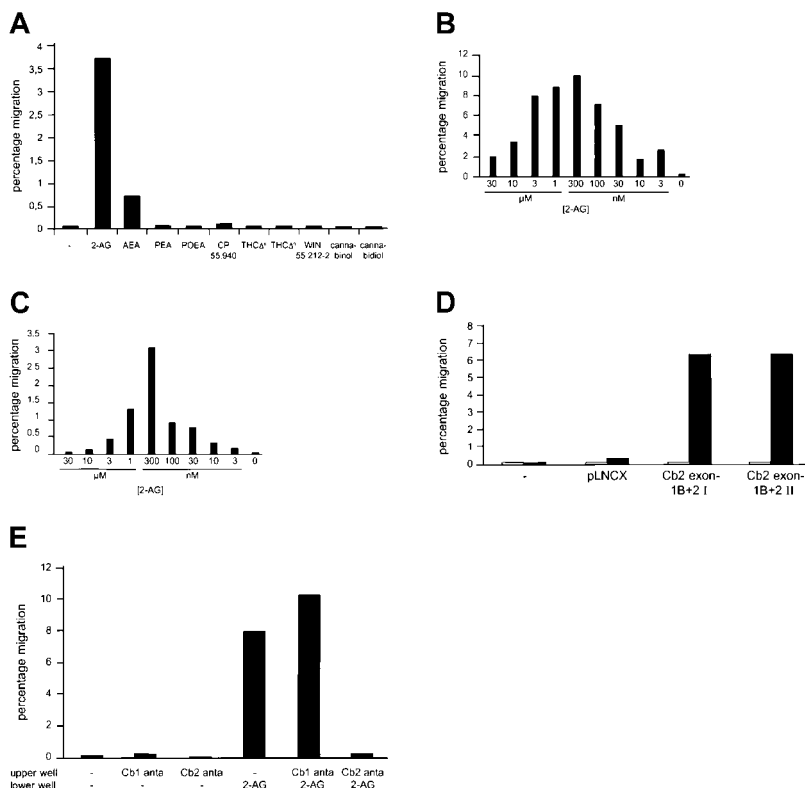 A
percentage migration
4
3,5
3
2,5
2
1,5
1
0,5
0
- 2-AG AEA PEA POEA CP 55.940 THCΔ⁹ THCΔ⁸ WIN 55 212-2 canna-binol canna-bidiol
B
percentage migration
12
10
8
6
4
2
0
30 10 3 1 300 100 30 10 3 0
µM nM
[2-AG]
C
percentage migration
3.5
3
2.5
2
1.5
1
0.5
0
30 10 3 1 300 100 30 10 3 0
µM nM
[2-AG]
D
percentage migration
8
7
6
5
4
3
2
1
0
- pLNCX Cb2 exon-1B+2 I Cb2 exon-1B+2 II
E
percentage migration
12
10
8
6
4
2
0
upper well - Cb1 anta Cb2 anta - Cb1 anta Cb2 anta
lower well - - - 2-AG 2-AG 2-AG